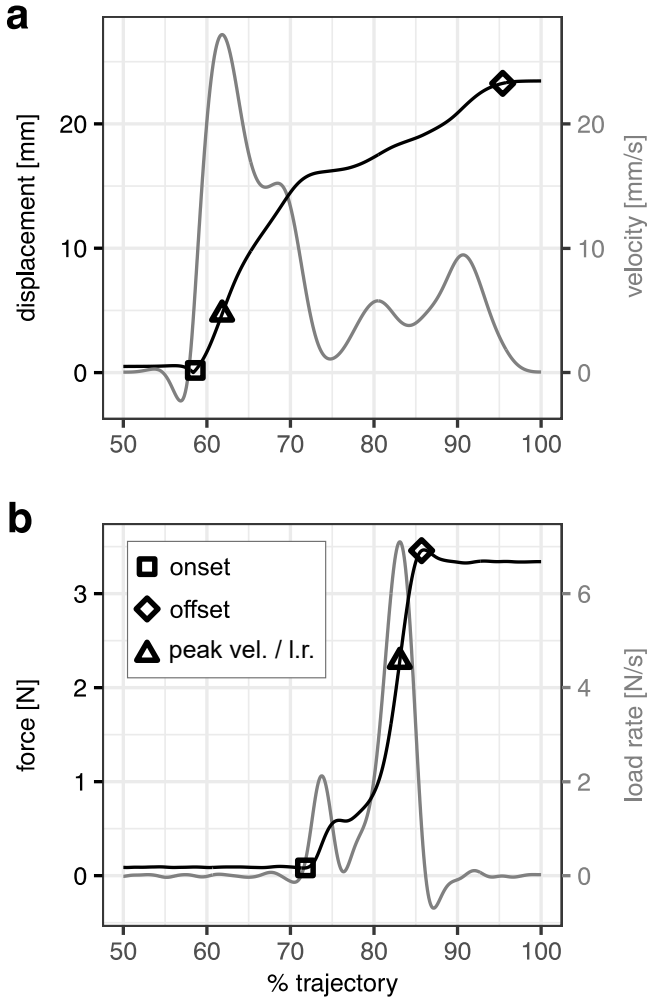 a
displacement [mm]
velocity [mm/s]
20
10
0
20
10
0
50 60 70 80 90 100
b
onset
offset
peak vel. / l.r.
force [N]
load rate [N/s]
3
2
1
0
6
4
2
0
50 60 70 80 90 100
% trajectory